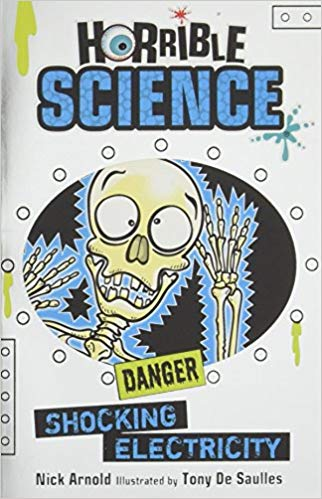 HORRIBLE
SCIENCE
DANGER
SHOCKING
ELECTRICITY
Nick Arnold Illustrated by Tony De Saulles